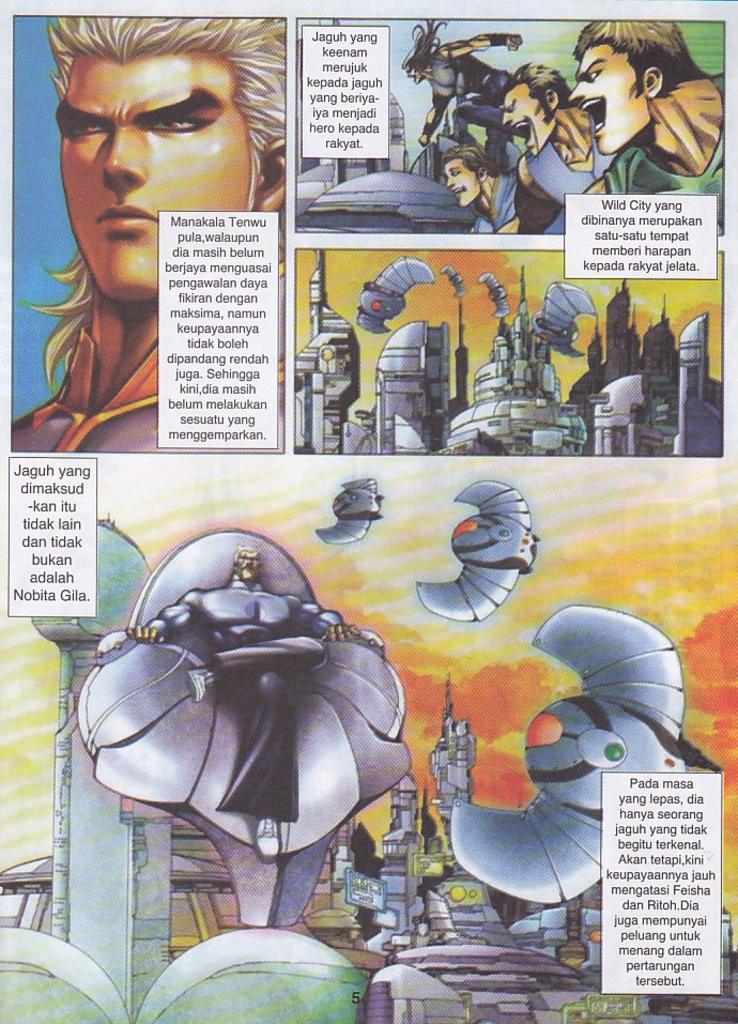 Jaguh yang
keenam
merujuk
kepada jaguh
yang beriya-
iya menjadi
hero kepada
rakyat.
Wild City yang
dibinanya merupakan
satu-satu tempat
memberi harapan
kepada rakyat jelata.
Manakala Tenwu
pula,walaupun
dia masih belum
berjaya menguasai
pengawalan daya
fikiran dengan
maksima, namun
keupayaannya
tidak boleh
dipandang rendah
juga. Sehingga
kini,dia masih
belum melakukan
sesuatu yang
menggemparkan.
Jaguh yang
dimaksud
-kan itu
tidak lain
dan tidak
bukan
adalah
Nobita Gila.
Pada masa
yang lepas, dia
hanya seorang
jaguh yang tidak
begitu terkenal.
Akan tetapi,kini
keupayaannya jauh
mengatasi Feisha
dan Ritoh.Dia
juga mempunyai
peluang untuk
menang dalam
pertarungan
tersebut.
5